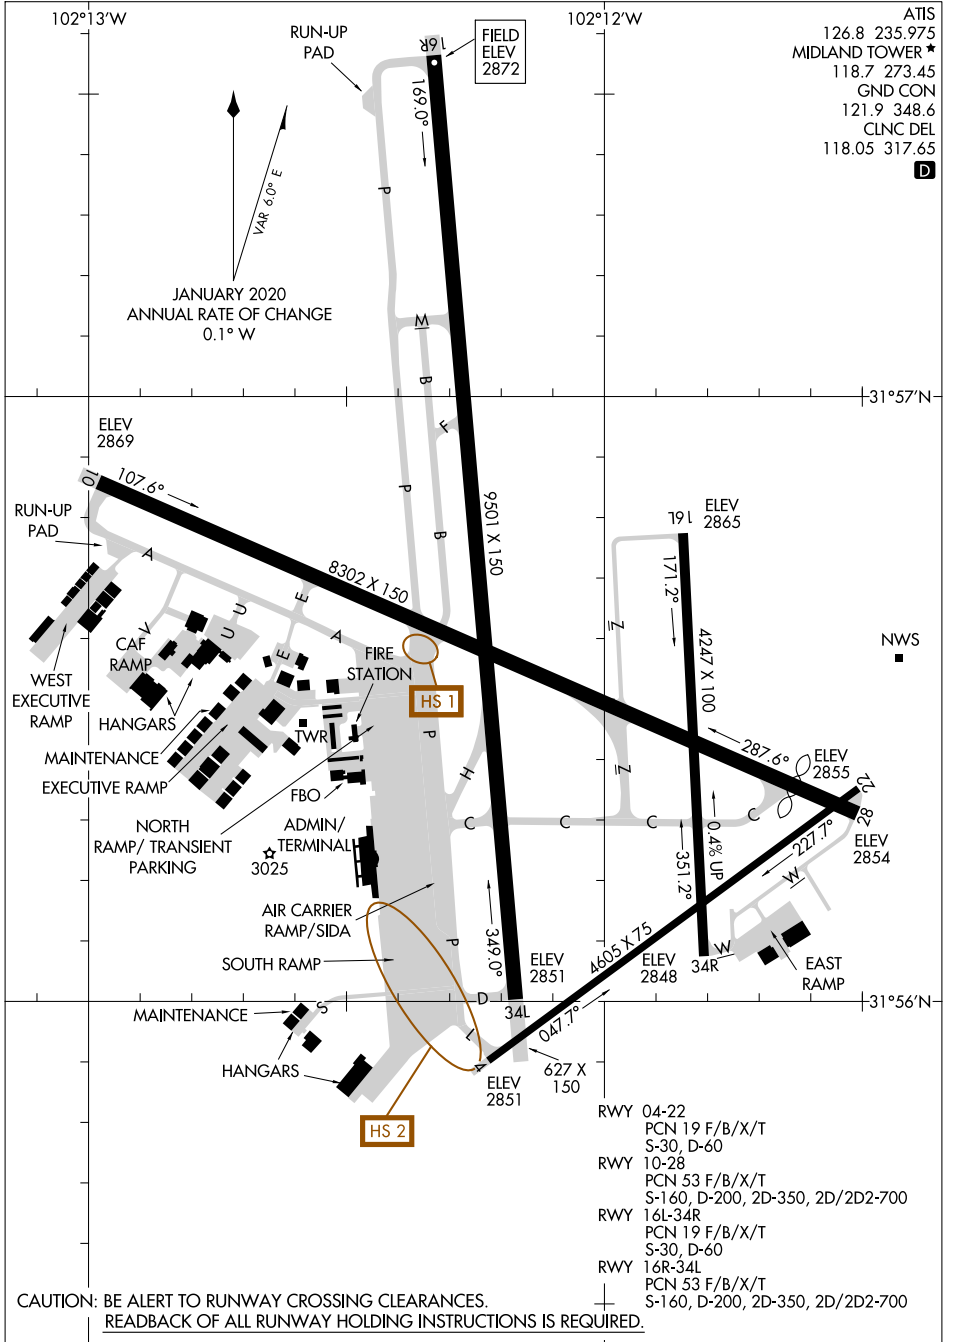 102°13'W
102°12'W
ATIS
126.8 235.975
MIDLAND TOWER★
118.7 273.45
GND CON
121.9 348.6
CLNC DEL
118.05 317.65
D
RUN-UP
PAD
16R
FIELD
ELEV
2872
169.0°
VAR 6.0° E
P
JANUARY 2020
ANNUAL RATE OF CHANGE
0.1° W
M
B
31°57'N
ELEV
2869
F
10
107.6°
P
9501 X 150
RUN-UP
PAD
16L
ELEV
2865
A
B
8302 X 150
171.2°
E
U
U
V
A
Z
4247 X 100
CAF
RAMP
E
FIRE
STATION
NWS
WEST
EXECUTIVE
RAMP
HS 1
HANGARS
TWR
P
287.6°
MAINTENANCE
H
Z
ELEV
2855
22
EXECUTIVE RAMP
FBO
NORTH
RAMP/ TRANSIENT
PARKING
ADMIN/
TERMINAL
C
C
C
C
28
0.4% UP
227.7°
ELEV
2854
3025
351.2°
W
AIR CARRIER
RAMP/SIDA
P
349.0°
4605 X 75
W
SOUTH RAMP
ELEV
2851
ELEV
2848
34R
EAST
RAMP
D
34L
31°56'N
MAINTENANCE
S
L
047.7°
HANGARS
4
ELEV
2851
627 X
150
HS 2
RWY 04-22
PCN 19 F/B/X/T
S-30, D-60
RWY 10-28
PCN 53 F/B/X/T
S-160, D-200, 2D-350, 2D/2D2-700
RWY 16L-34R
PCN 19 F/B/X/T
S-30, D-60
RWY 16R-34L
PCN 53 F/B/X/T
S-160, D-200, 2D-350, 2D/2D2-700
CAUTION: BE ALERT TO RUNWAY CROSSING CLEARANCES.
READBACK OF ALL RUNWAY HOLDING INSTRUCTIONS IS REQUIRED.